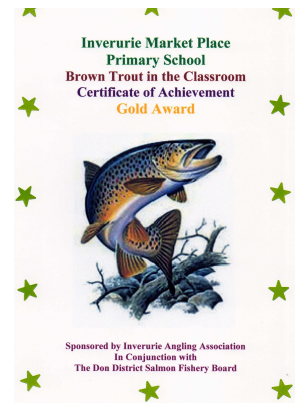 Inverurie Market Place
Primary School
Brown Trout in the Classroom
Certificate of Achievement
Gold Award
Sponsored by Inverurie Angling Association
In Conjunction with
The Don District Salmon Fishery Board